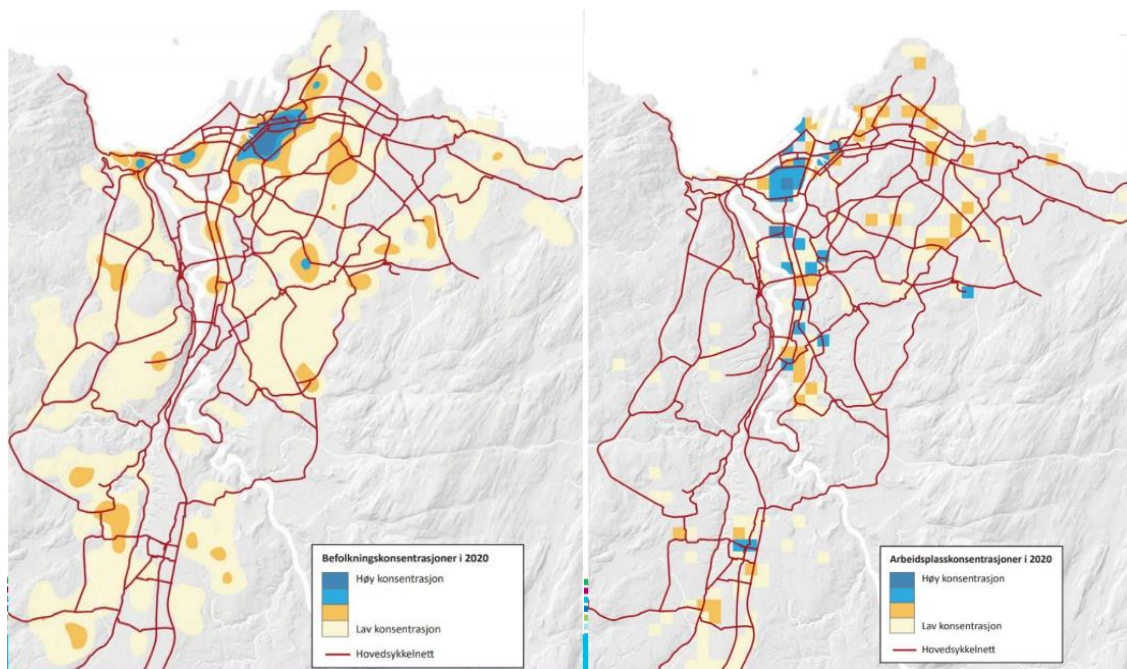 Befolkningskonsentrasjoner i 2020
Høy konsentrasjon
Lav konsentrasjon
Hovedsykkelnett
Arbeidsplasskonsentrasjoner i 2020
Høy konsentrasjon
Lav konsentrasjon
Hovedsykkelnett